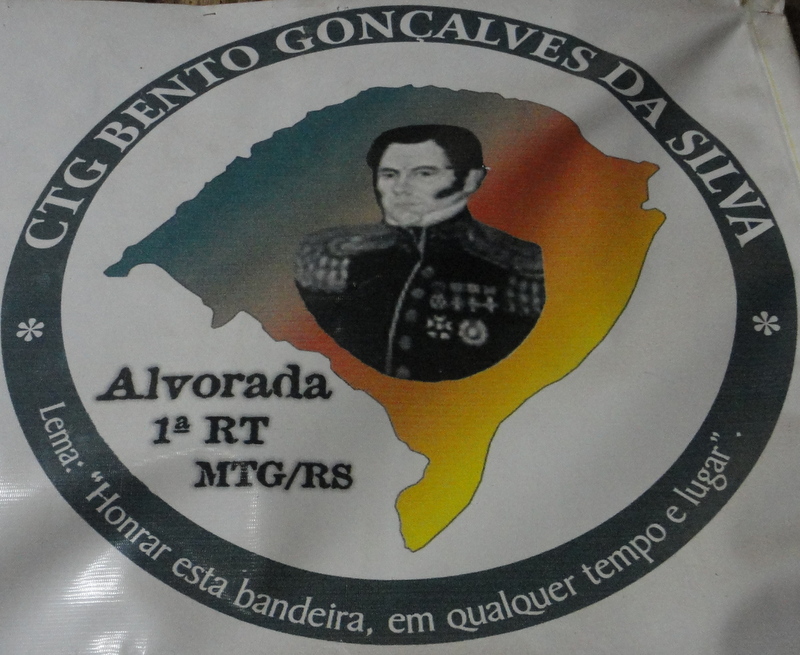 CTG BENTO GONÇALVES DA SILVA
Alvorada
1ª RT
MTG/RS
Lema: "Honrar esta bandeira, em qualquer tempo e lugar".